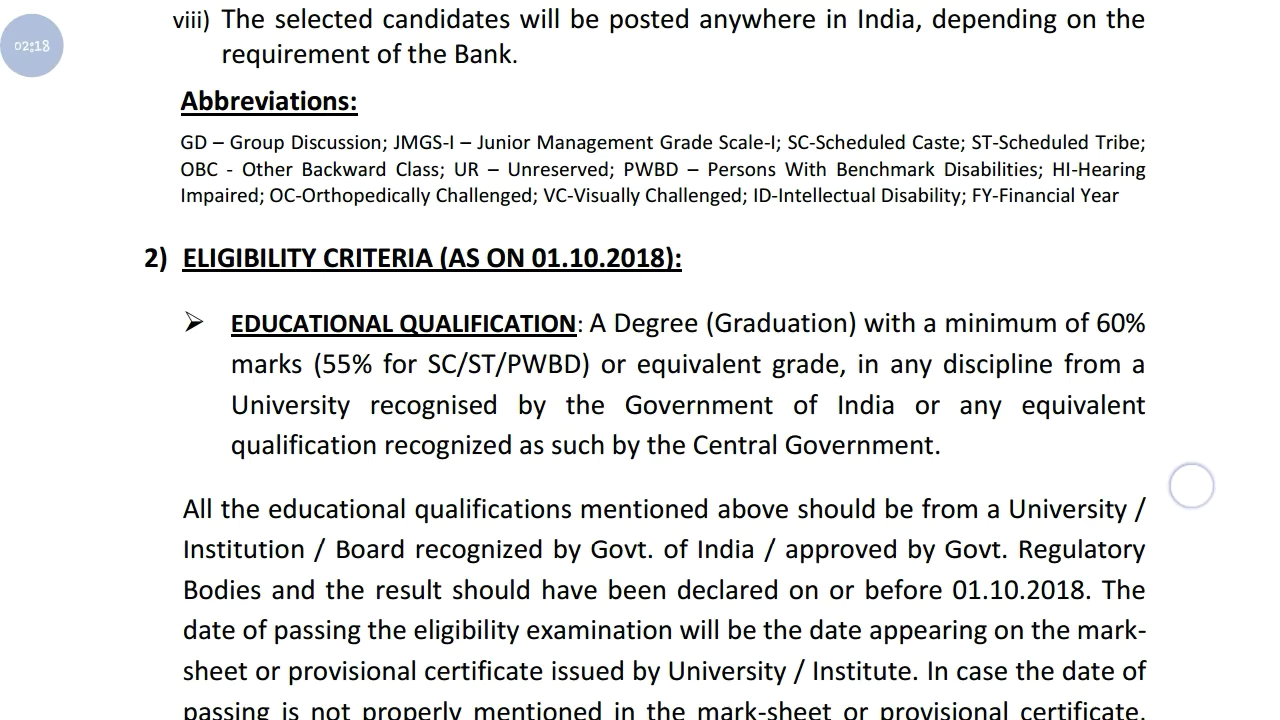 viii) The selected candidates will be posted anywhere in India, depending on the
requirement of the Bank.
02:18
Abbreviations:
GD – Group Discussion; JMGS-I – Junior Management Grade Scale-I; SC-Scheduled Caste; ST-Scheduled Tribe;
OBC - Other Backward Class; UR – Unreserved; PWBD – Persons With Benchmark Disabilities; HI-Hearing
Impaired; OC-Orthopedically Challenged; VC-Visually Challenged; ID-Intellectual Disability; FY-Financial Year
2) ELIGIBILITY CRITERIA (AS ON 01.10.2018):
➢ EDUCATIONAL QUALIFICATION: A Degree (Graduation) with a minimum of 60%
marks (55% for SC/ST/PWBD) or equivalent grade, in any discipline from a
University recognised by the Government of India or any equivalent
qualification recognized as such by the Central Government.
All the educational qualifications mentioned above should be from a University /
Institution / Board recognized by Govt. of India / approved by Govt. Regulatory
Bodies and the result should have been declared on or before 01.10.2018. The
date of passing the eligibility examination will be the date appearing on the mark-
sheet or provisional certificate issued by University / Institute. In case the date of
passing is not properly mentioned in the mark-sheet or provisional certificate,